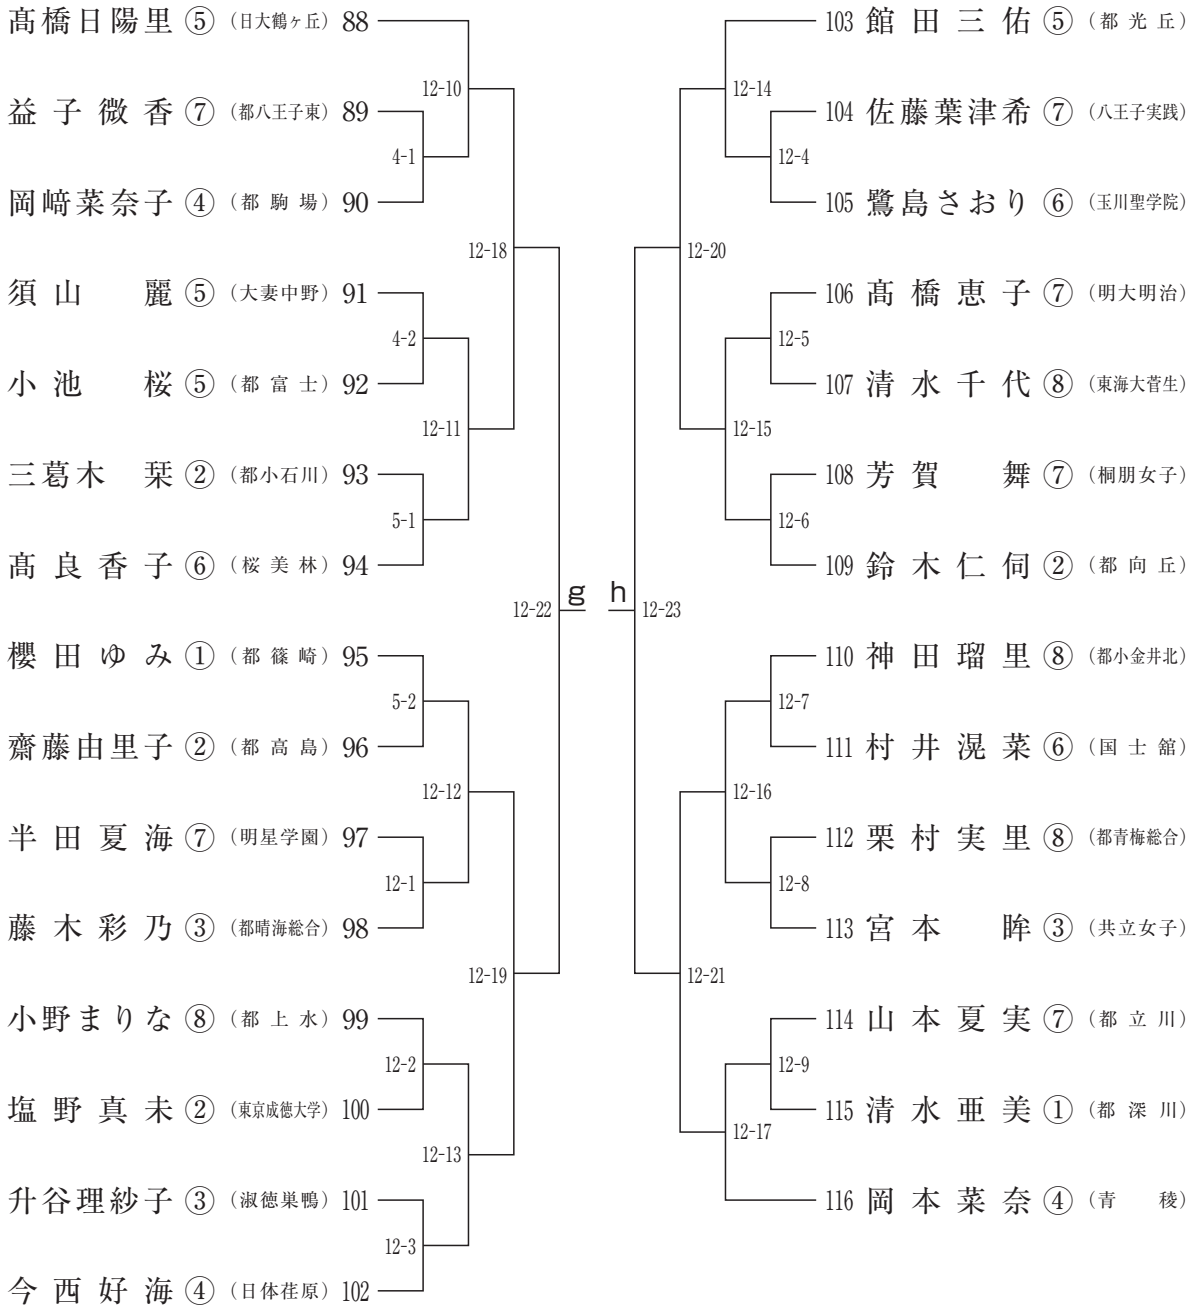 髙橋日陽里 ⑤ （日大鶴ヶ丘） 88
12-10
益子微香 ⑦ （都八王子東） 89
4-1
岡﨑菜奈子 ④ （都駒場） 90
12-18
須山麗 ⑤ （大妻中野） 91
4-2
小池桜 ⑤ （都富士） 92
12-11
三葛木栞 ② （都小石川） 93
5-1
髙良香子 ⑥ （桜美林） 94
12-22 g
櫻田ゆみ ① （都篠崎） 95
5-2
齋藤由里子 ② （都高島） 96
12-12
半田夏海 ⑦ （明星学園） 97
12-1
藤木彩乃 ③ （都晴海総合） 98
12-19
小野まりな ⑧ （都上水） 99
12-2
塩野真未 ② （東京成徳大学） 100
12-13
升谷理紗子 ③ （淑徳巣鴨） 101
12-3
今西好海 ④ （日体荏原） 102
103 館田三佑 ⑤ （都光丘）
12-14
104 佐藤葉津希 ⑦ （八王子実践）
12-4
105 鷺島さおり ⑥ （玉川聖学院）
12-20
106 髙橋恵子 ⑦ （明大明治）
12-5
107 清水千代 ⑧ （東海大菅生）
12-15
108 芳賀舞 ⑦ （桐朋女子）
12-6
109 鈴木仁伺 ② （都向丘）
h 12-23
110 神田瑠里 ⑧ （都小金井北）
12-7
111 村井滉菜 ⑥ （国士舘）
12-16
112 栗村実里 ⑧ （都青梅総合）
12-8
113 宮本眸 ③ （共立女子）
12-21
114 山本夏実 ⑦ （都立川）
12-9
115 清水亜美 ① （都深川）
12-17
116 岡本菜奈 ④ （青稜）